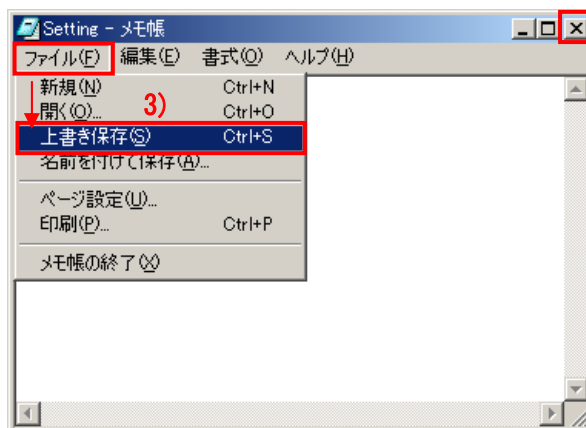 Setting - メモ帳
ファイル(F) 編集(E) 書式(O) ヘルプ(H)
新規(N) Ctrl+N
3)
開く(O)... Ctrl+O
上書き保存(S) Ctrl+S
名前を付けて保存(A)...
ページ設定(U)...
印刷(P)... Ctrl+P
メモ帳の終了(X)